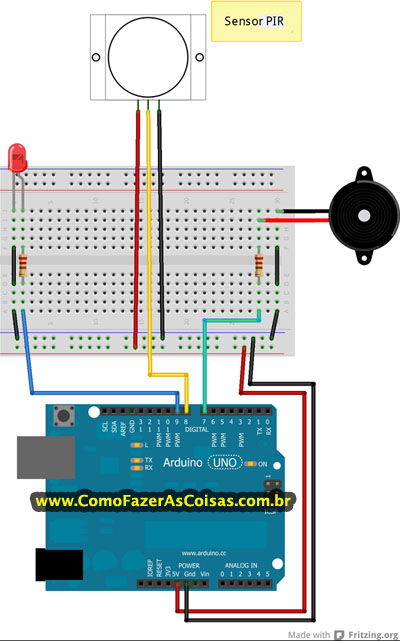 Sensor PIR
SCL
SDA
AREF
GND
13
12
PWM 11
PWM 10
PWM 9
8
DIGITAL
7
PWM 6
PWM 5
4
PWM 3
2
TX 1
RX 0
L
TX
RX
Arduino UNO
ON
www.ComoFazerAsCoisas.com.br
www.arduino.cc
POWER
ANALOG IN
IOREF
RESET
3V3
5V
Gnd
Vin
0 1 2 3 4 5
Made with Fritzing.org